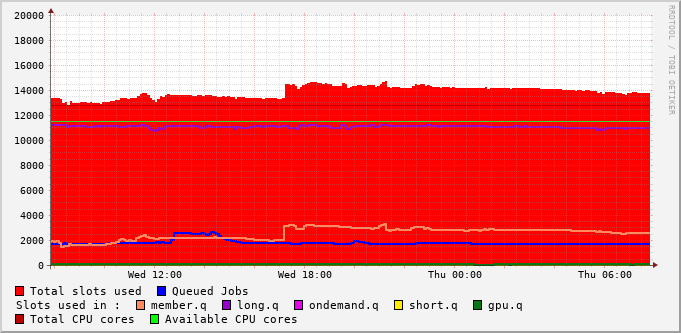 20000
18000
16000
14000
12000
10000
8000
6000
4000
2000
0
Wed 12:00 Wed 18:00 Thu 00:00 Thu 06:00
Total slots used Queued Jobs
Slots used in : member.q long.q ondemand.q short.q gpu.q
Total CPU cores Available CPU cores
RRDTOOL / TOBI OETIKER